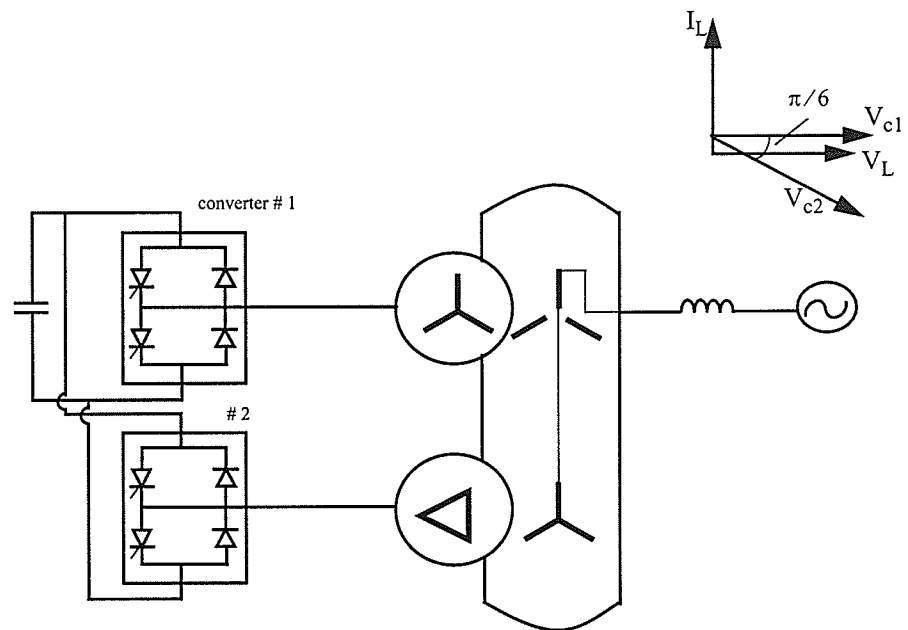 I_L
π/6
V_c1
V_L
V_c2
converter # 1
# 2